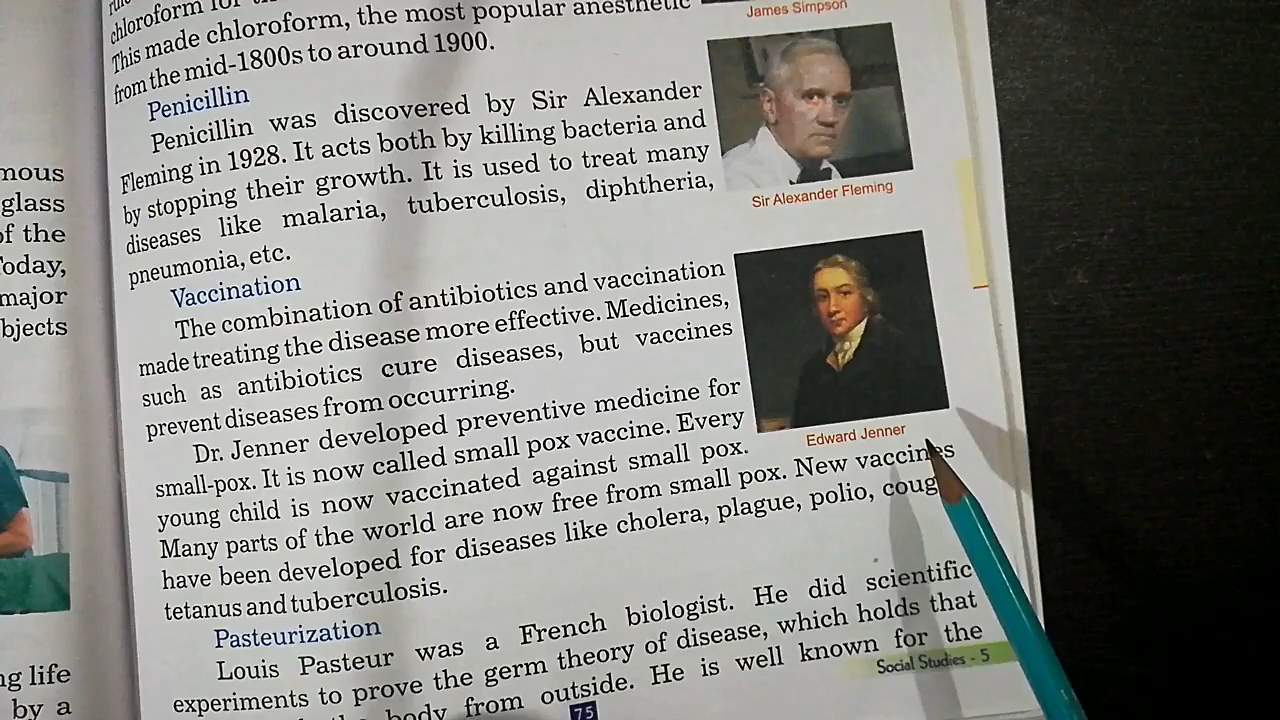 chloroform for
This made chloroform, the most popular anesthetic
from the mid-1800s to around 1900.
James Simpson
Penicillin
Penicillin was discovered by Sir Alexander
Fleming in 1928. It acts both by killing bacteria and
by stopping their growth. It is used to treat many
diseases like malaria, tuberculosis, diphtheria,
pneumonia, etc.
Sir Alexander Fleming
Vaccination
The combination of antibiotics and vaccination
made treating the disease more effective. Medicines,
such as antibiotics cure diseases, but vaccines
prevent diseases from occurring.
Dr. Jenner developed preventive medicine for
small-pox. It is now called small pox vaccine. Every
young child is now vaccinated against small pox.
Edward Jenner
Many parts of the world are now free from small pox. New vaccines
have been developed for diseases like cholera, plague, polio, coug
tetanus and tuberculosis.
Pasteurization
Louis Pasteur was a French biologist. He did scientific
experiments to prove the germ theory of disease, which holds that
body from outside. He is well known for the
Social Studies - 5
75
mous
glass
of the
Today,
major
bjects
ng life
by a